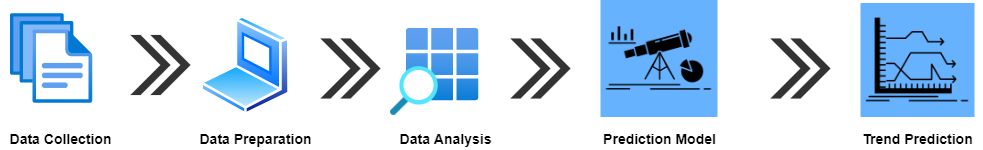 Data Collection
Data Preparation
Data Analysis
Prediction Model
Trend Prediction